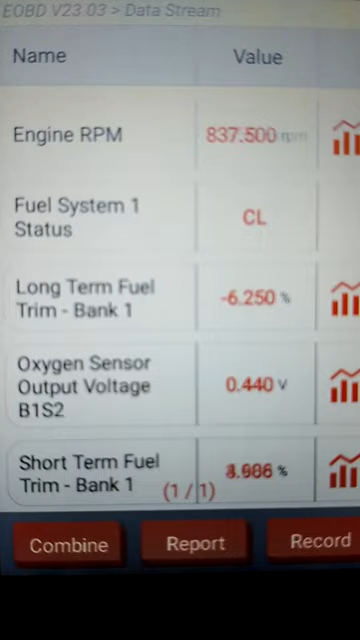 EOBD V23.03 > Data Stream
Name Value
Engine RPM 837.500 rpm
Fuel System 1
Status CL
Long Term Fuel
Trim - Bank 1 -6.250 %
Oxygen Sensor
Output Voltage 0.440 V
B1S2
Short Term Fuel
Trim - Bank 1 %
(1 / 1)
Combine Report Record